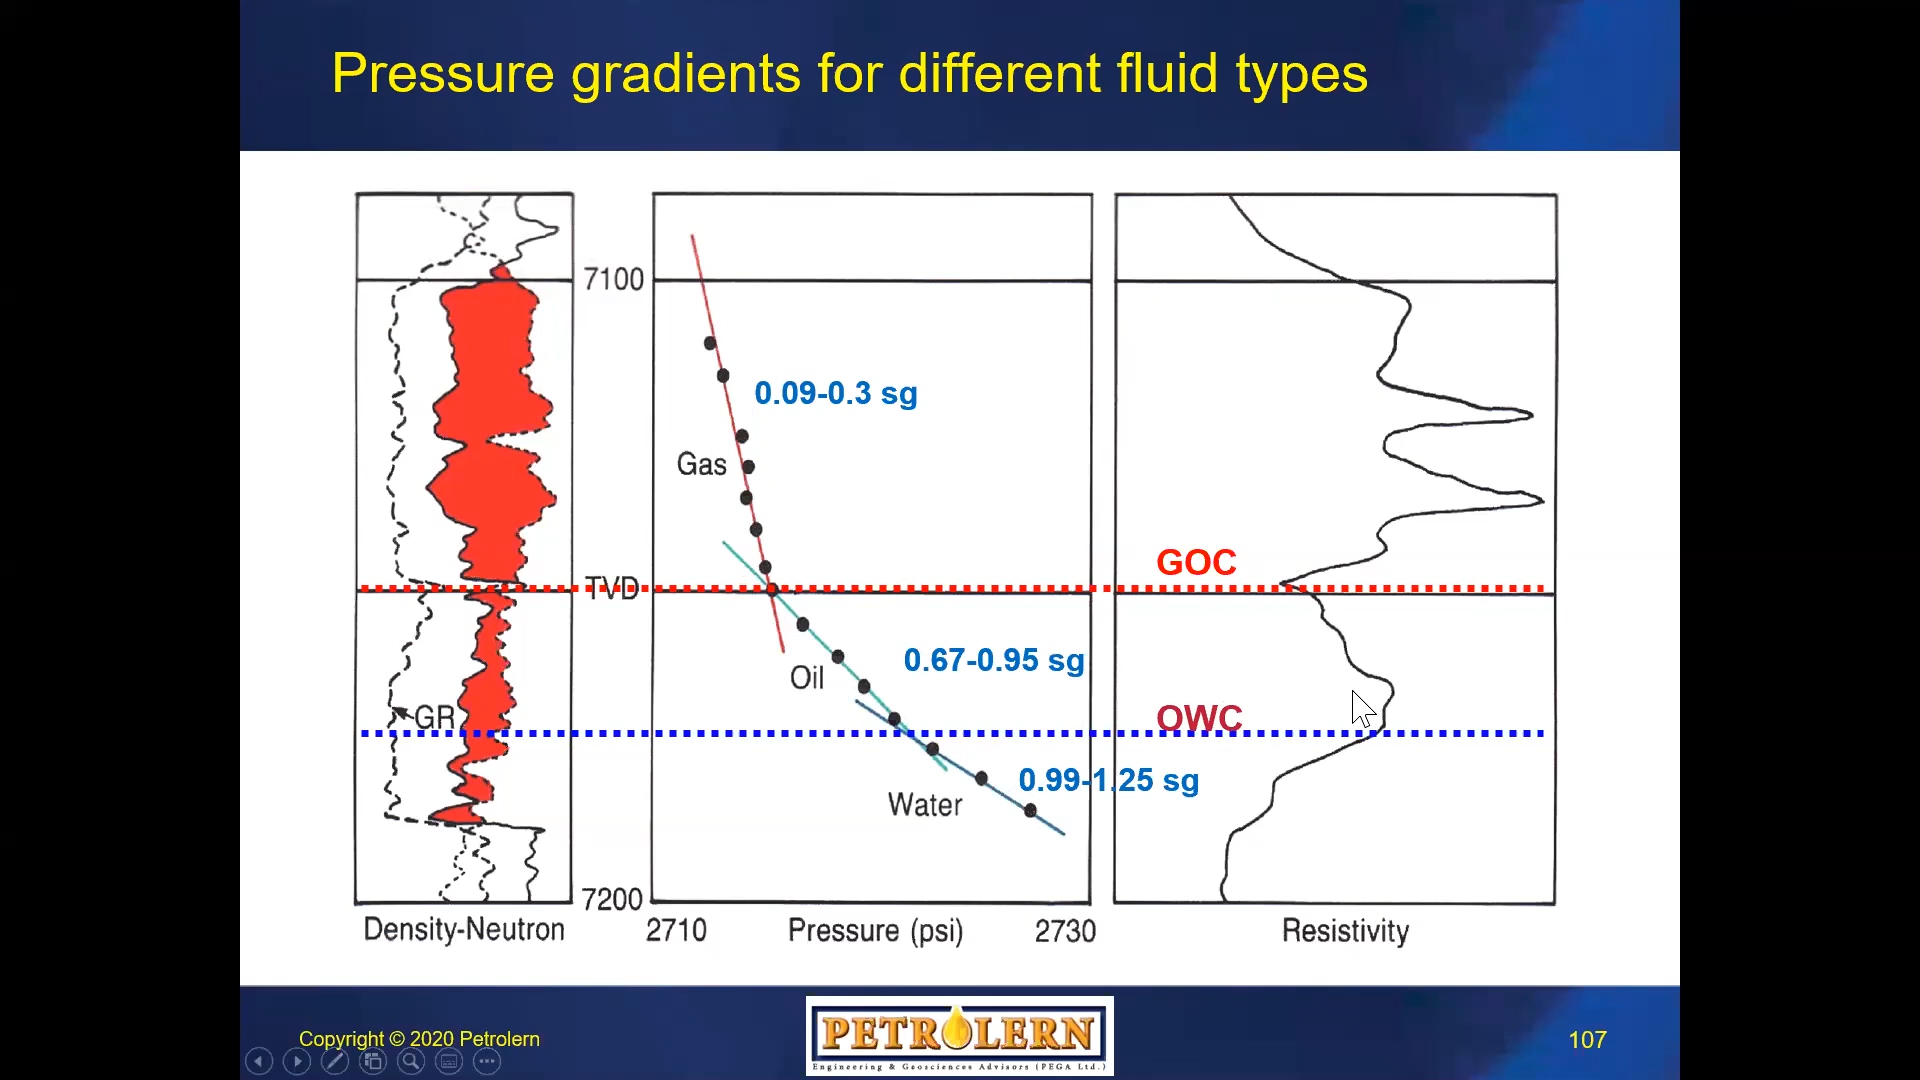 Pressure gradients for different fluid types
7100
0.09-0.3 sg
Gas
GOC
TVD
0.67-0.95 sg
Oil
GR
OWC
0.99-1.25 sg
Water
7200
2710
2730
Density-Neutron
Pressure (psi)
Resistivity
Copyright © 2020 Petrolern
PETROLERN
Engineering & Geosciences Advisors (PEGA Ltd.)
107